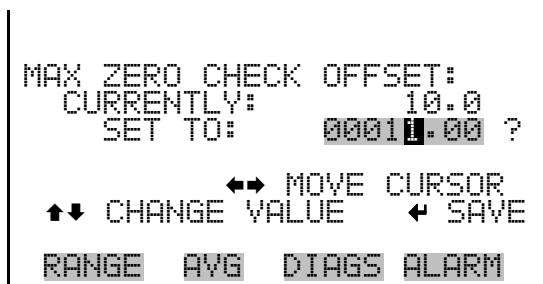 MAX ZERO CHECK OFFSET:
CURRENTLY: 10.0
SET TO: 00011.00 ?
⬅➡ MOVE CURSOR
⬆⬇ CHANGE VALUE ↵ SAVE
RANGE AVG DIAGS ALARM